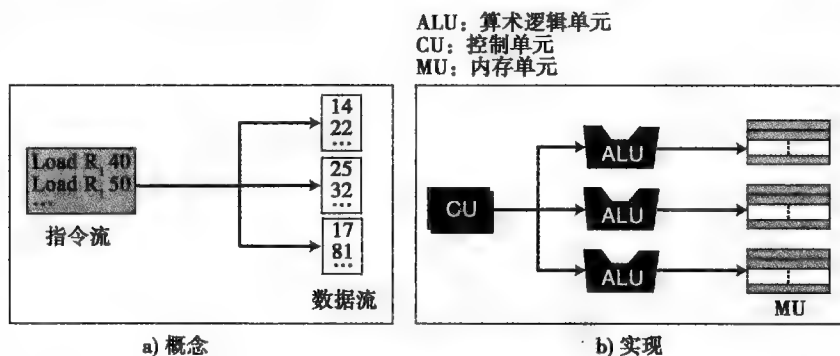 ALU：算术逻辑单元
CU：控制单元
MU：内存单元
Load R₁ 40
Load R₁ 50
…
指令流
14
22
…
25
32
…
17
81
…
数据流
a) 概念
CU
ALU
ALU
ALU
MU
b) 实现